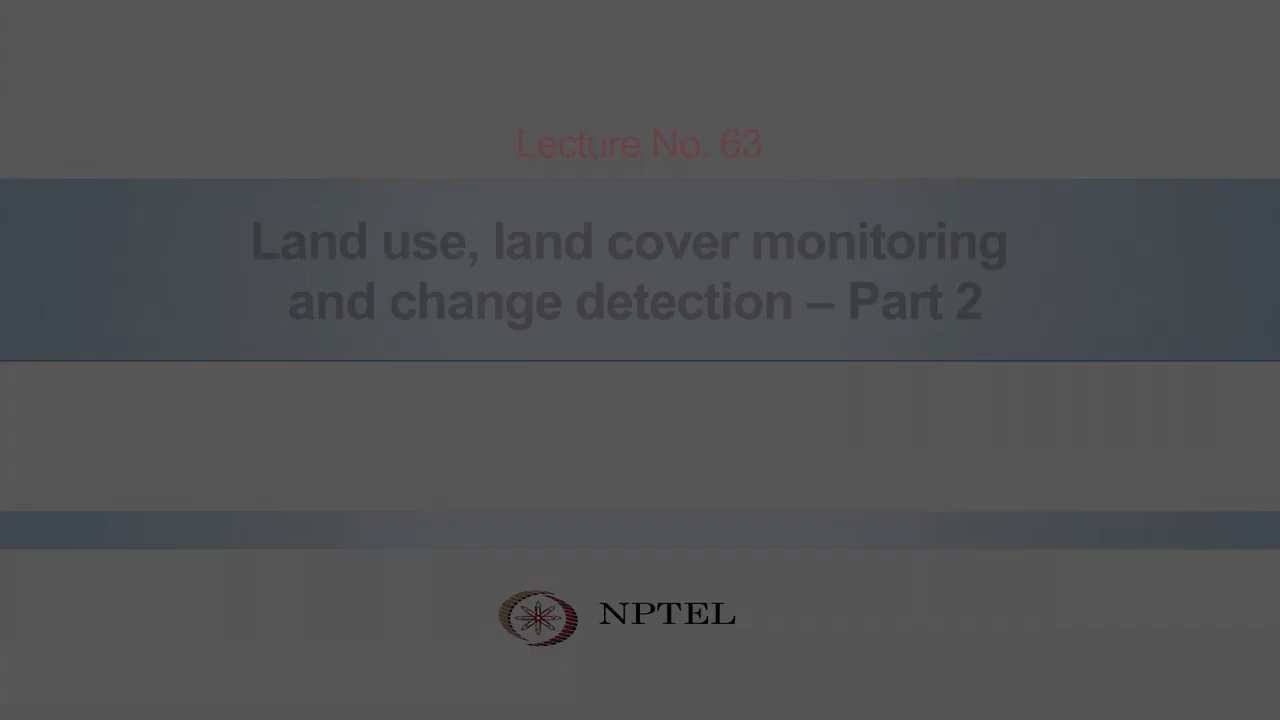 Lecture No. 63
Land use, land cover monitoring
and change detection – Part 2
NPTEL